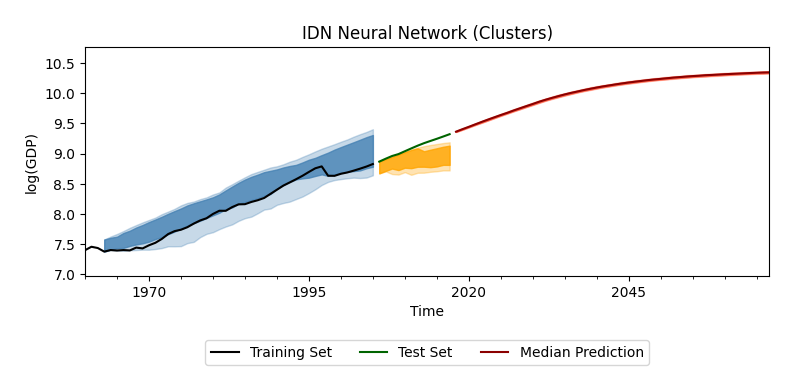 IDN Neural Network (Clusters)
log(GDP)
10.5
10.0
9.5
9.0
8.5
8.0
7.5
7.0
1970 1995 2020 2045
Time
Training Set Test Set Median Prediction